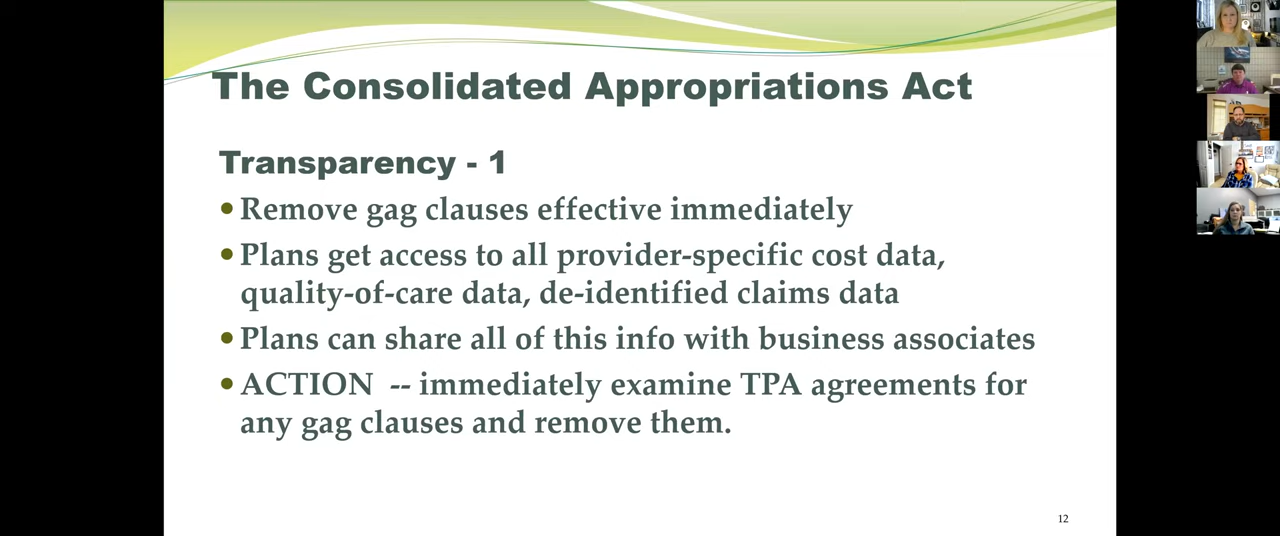 The Consolidated Appropriations Act
Transparency - 1
• Remove gag clauses effective immediately
• Plans get access to all provider-specific cost data,
quality-of-care data, de-identified claims data
• Plans can share all of this info with business associates
• ACTION -- immediately examine TPA agreements for
any gag clauses and remove them.
12